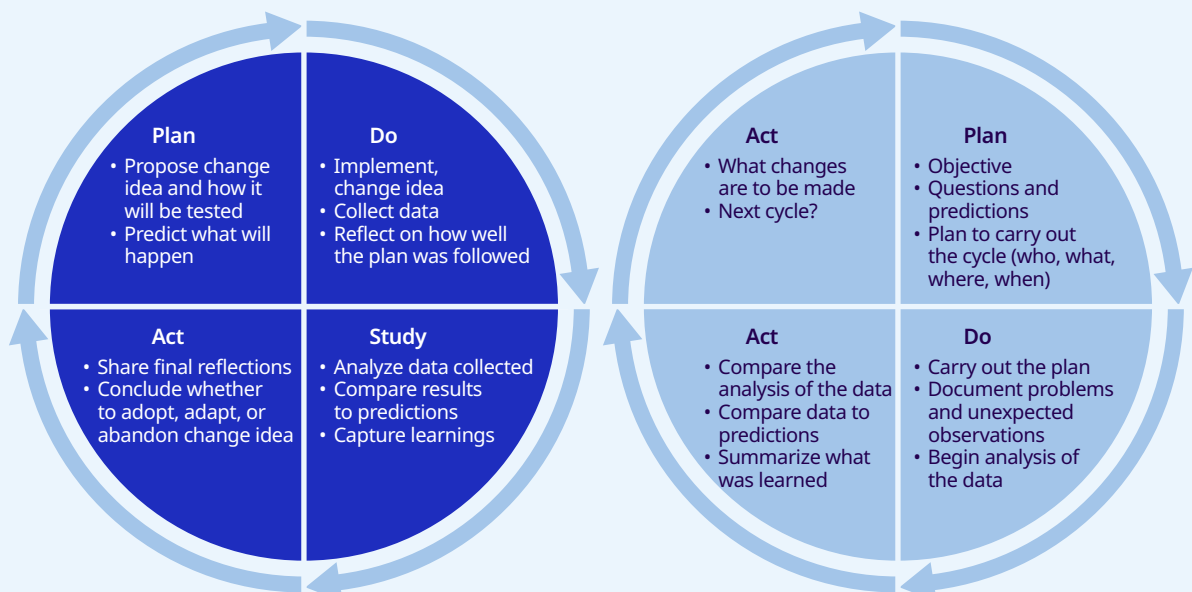 Plan
• Propose change
idea and how it
will be tested
• Predict what will
happen
Do
• Implement,
change idea
• Collect data
• Reflect on how well
the plan was followed
Act
• Share final reflections
• Conclude whether
to adopt, adapt, or
abandon change idea
Study
• Analyze data collected
• Compare results
to predictions
• Capture learnings
Act
• What changes
are to be made
• Next cycle?
Plan
• Objective
• Questions and
predictions
• Plan to carry out
the cycle (who, what,
where, when)
Act
• Compare the
analysis of the data
• Compare data to
predictions
• Summarize what
was learned
Do
• Carry out the plan
• Document problems
and unexpected
observations
• Begin analysis of
the data